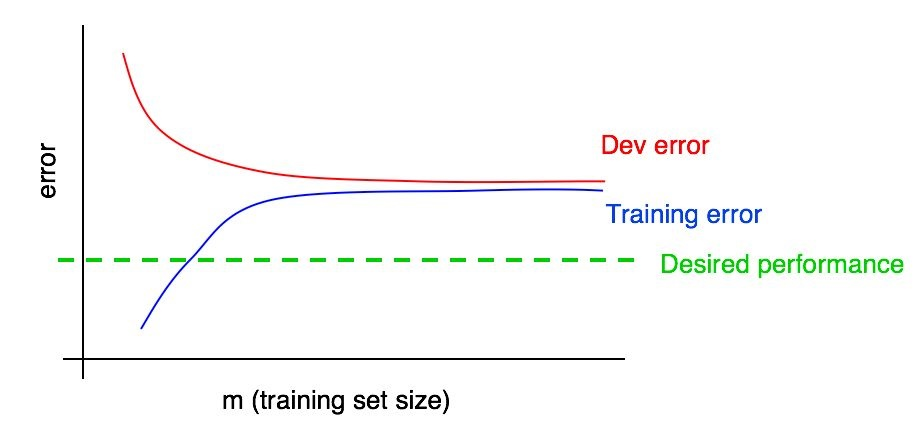 error
Dev error
Training error
Desired performance
m (training set size)